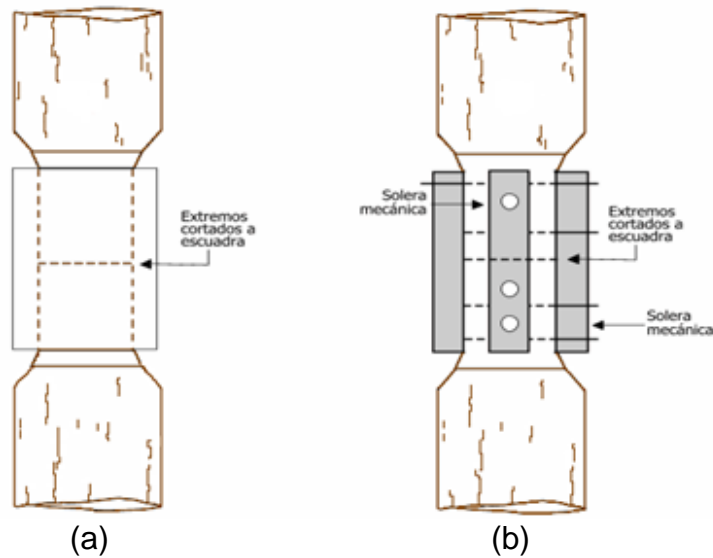 Extremos
cortados a
escuadra
Solera
mecánica
Extremos
cortados a
escuadra
Solera
mecánica
(a)
(b)